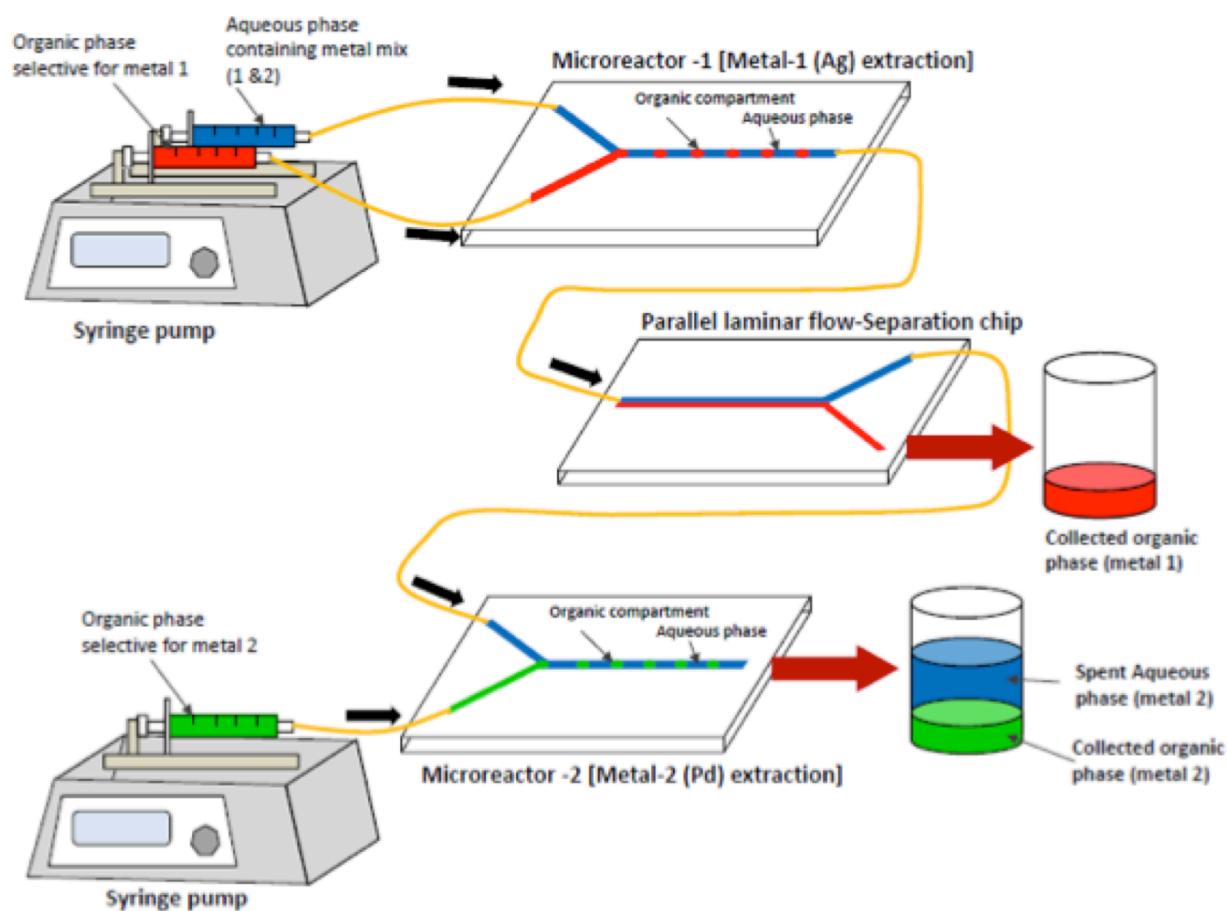 Organic phase
selective for metal 1
Aqueous phase
containing metal mix
(1 &2)
Microreactor -1 [Metal-1 (Ag) extraction]
Organic compartment
Aqueous phase
Syringe pump
Parallel laminar flow-Separation chip
Collected organic
phase (metal 1)
Organic phase
selective for metal 2
Organic compartment
Aqueous phase
Spent Aqueous
phase (metal 2)
Collected organic
phase (metal 2)
Microreactor -2 [Metal-2 (Pd) extraction]
Syringe pump